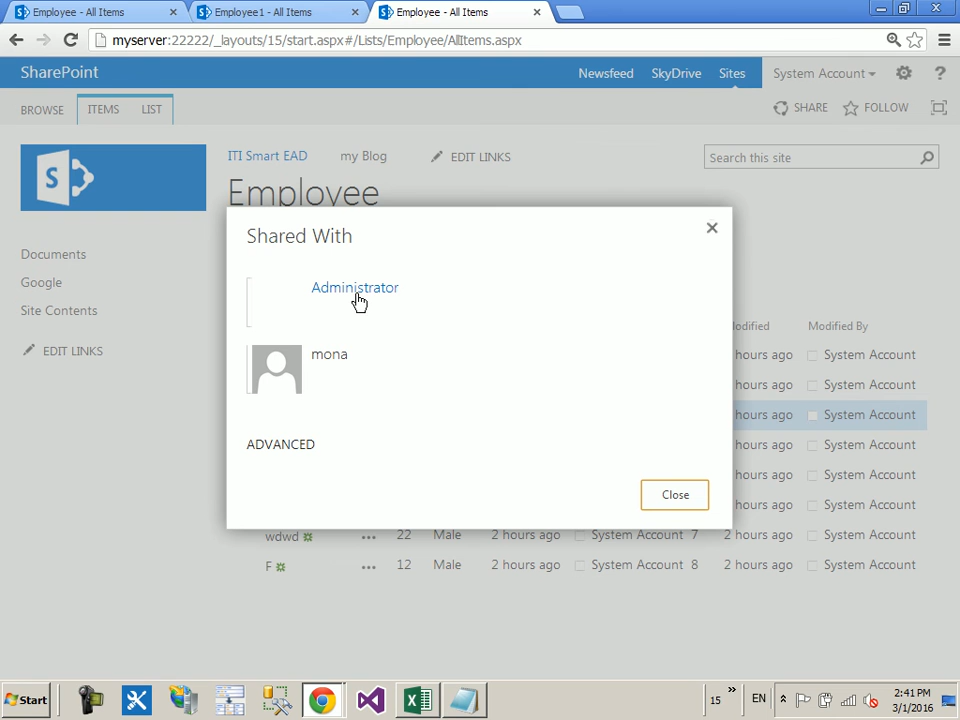 Employee - All Items
Employee1 - All Items
Employee - All Items
myserver:22222/_layouts/15/start.aspx#/Lists/Employee/AllItems.aspx
SharePoint
Newsfeed
SkyDrive
Sites
System Account
?
BROWSE
ITEMS
LIST
SHARE
FOLLOW
S
ITI Smart EAD
my Blog
EDIT LINKS
Search this site
Employee
Documents
Google
Site Contents
EDIT LINKS
Shared With
Administrator
mona
ADVANCED
Close
Modified By
hours ago System Account
hours ago System Account
hours ago System Account
hours ago System Account
hours ago System Account
hours ago System Account
wdwd ... 22 Male 2 hours ago System Account 7 2 hours ago System Account
F ... 12 Male 2 hours ago System Account 8 2 hours ago System Account
Start
15
EN
2:41 PM
3/1/2016